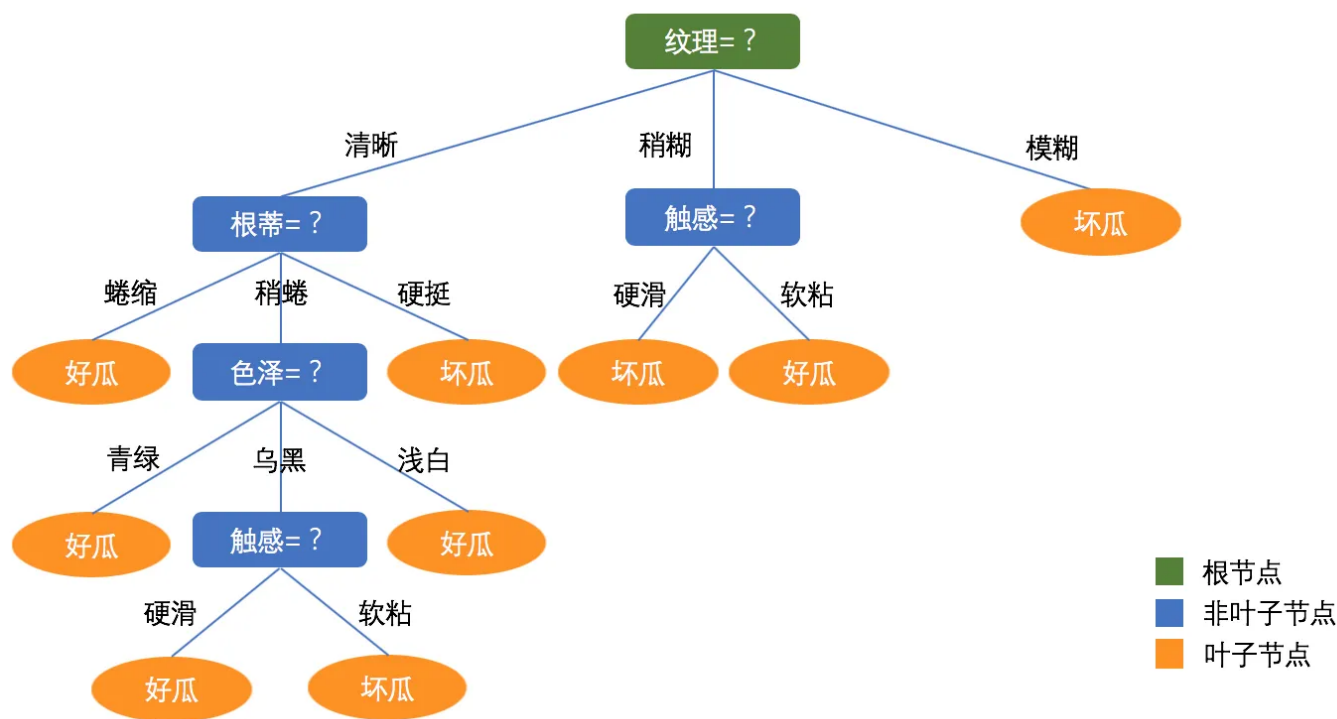 纹理=？
清晰
稍糊
模糊
根蒂=？
触感=？
坏瓜
蜷缩
稍蜷
硬挺
硬滑
软粘
好瓜
色泽=？
坏瓜
坏瓜
好瓜
青绿
乌黑
浅白
好瓜
触感=？
好瓜
硬滑
软粘
好瓜
坏瓜
根节点
非叶子节点
叶子节点